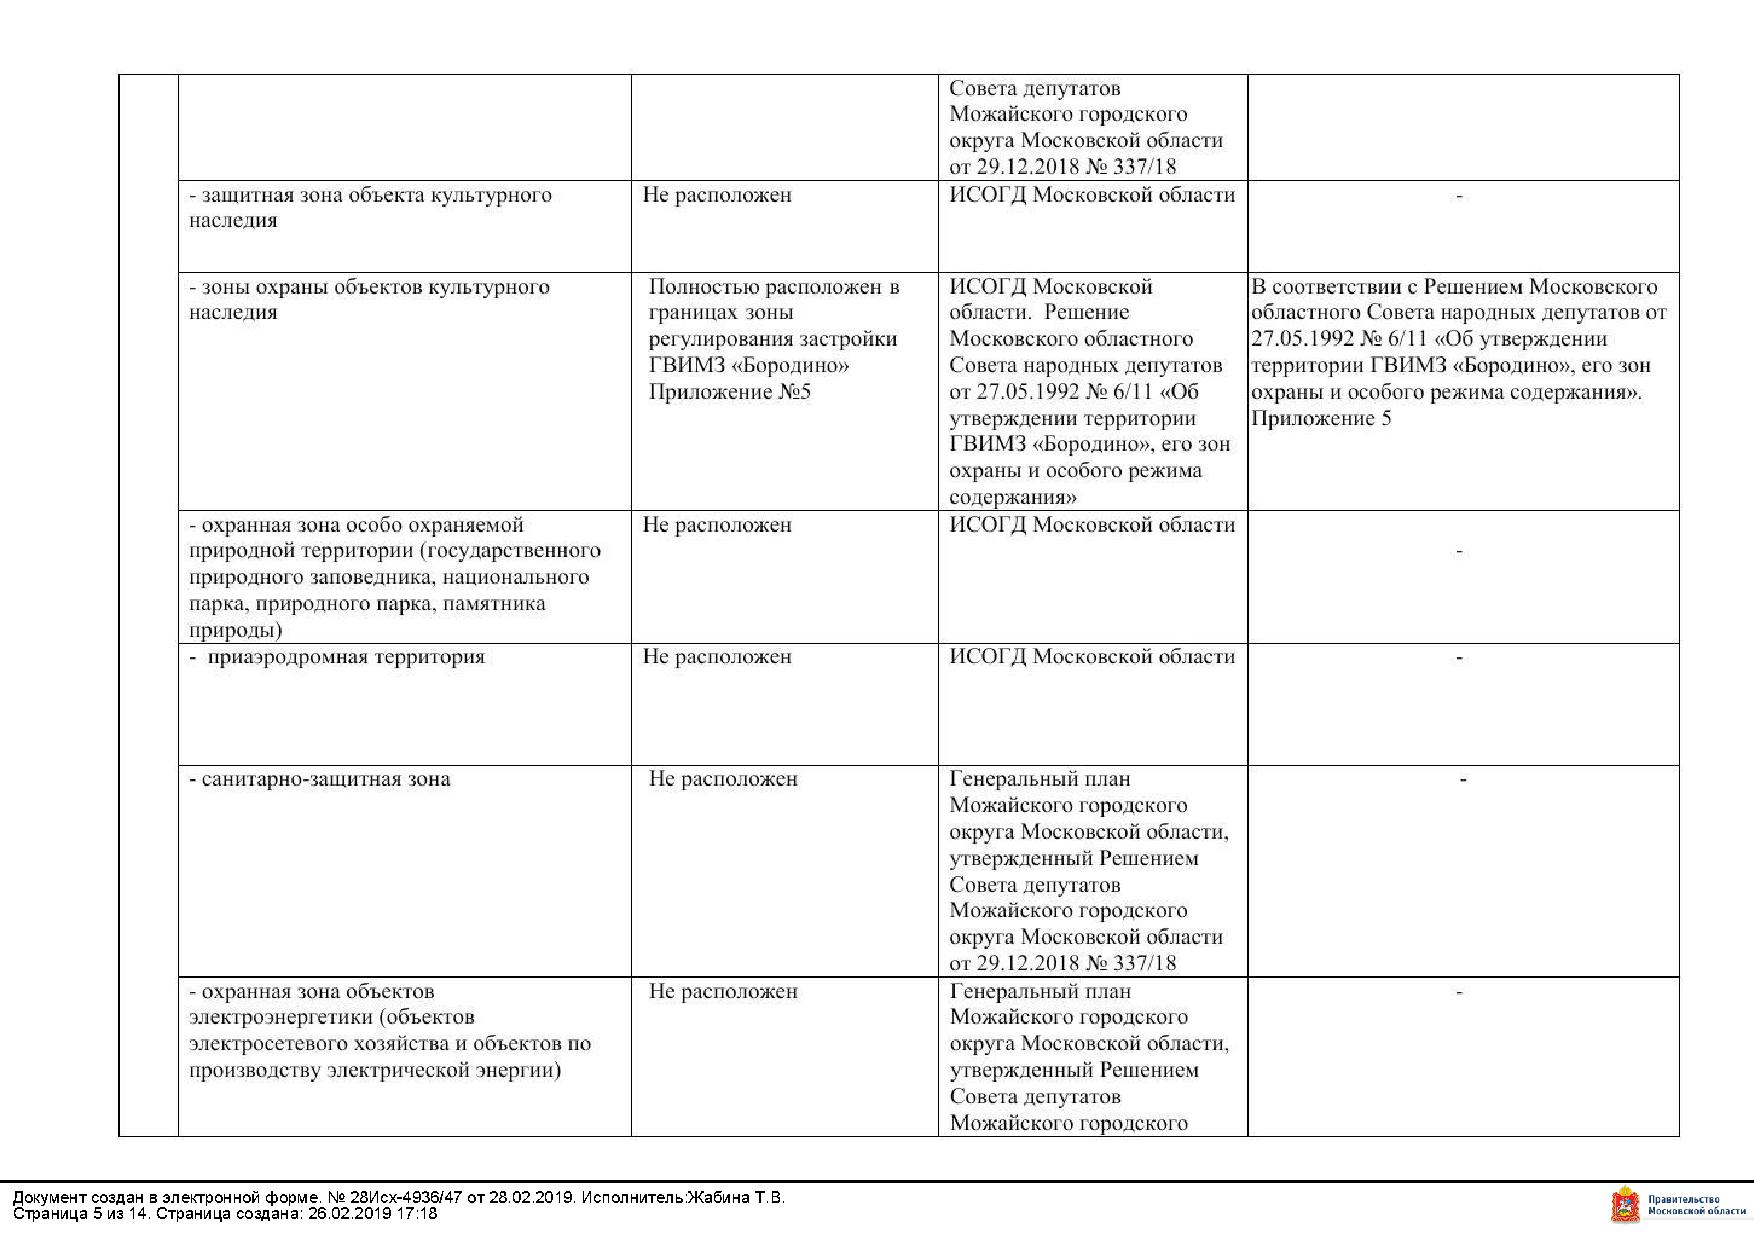 Совета депутатов
Можайского городского
округа Московской области
от 29.12.2018 № 337/18
- защитная зона объекта культурного
наследия
Не расположен
ИСОГД Московской области
-
- зоны охраны объектов культурного
наследия
Полностью расположен в
границах зоны
регулирования застройки
ГВИМЗ «Бородино»
Приложение №5
ИСОГД Московской
области.  Решение
Московского областного
Совета народных депутатов
от 27.05.1992 № 6/11 «Об
утверждении территории
ГВИМЗ «Бородино», его зон
охраны и особого режима
содержания»
В соответствии с Решением Московского
областного Совета народных депутатов от
27.05.1992 № 6/11 «Об утверждении
территории ГВИМЗ «Бородино», его зон
охраны и особого режима содержания».
Приложение 5
- охранная зона особо охраняемой
природной территории (государственного
природного заповедника, национального
парка, природного парка, памятника
природы)
Не расположен
ИСОГД Московской области
-
-  приаэродромная территория
Не расположен
ИСОГД Московской области
-
- санитарно-защитная зона
Не расположен
Генеральный план
Можайского городского
округа Московской области,
утвержденный Решением
Совета депутатов
Можайского городского
округа Московской области
от 29.12.2018 № 337/18
-
- охранная зона объектов
электроэнергетики (объектов
электросетевого хозяйства и объектов по
производству электрической энергии)
Не расположен
Генеральный план
Можайского городского
округа Московской области,
утвержденный Решением
Совета депутатов
Можайского городского
-
Документ создан в электронной форме. № 28Исх-4936/47 от 28.02.2019. Исполнитель:Жабина Т.В.
Страница 5 из 14. Страница создана: 26.02.2019 17:18
Правительство
Московской области